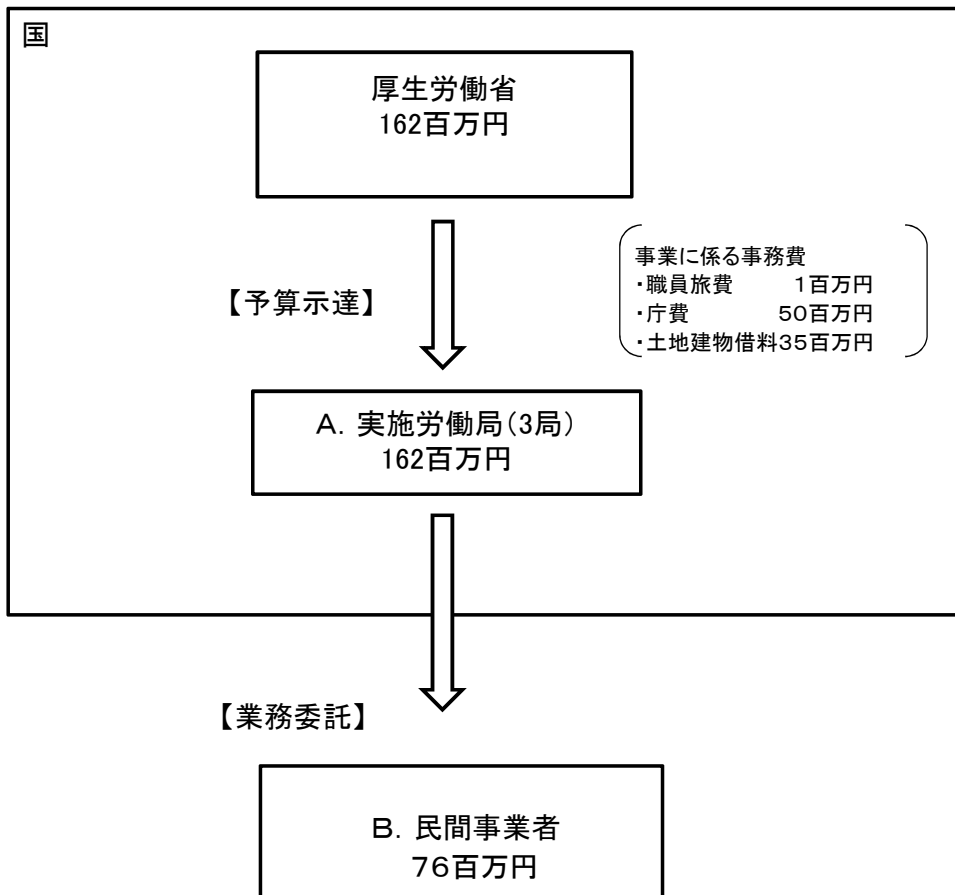 国
厚生労働省
162百万円
事業に係る事務費
・職員旅費　　　1百万円
・庁費　　　　　50百万円
・土地建物借料35百万円
【予算示達】
A．実施労働局（3局）
162百万円
【業務委託】
B．民間事業者
76百万円